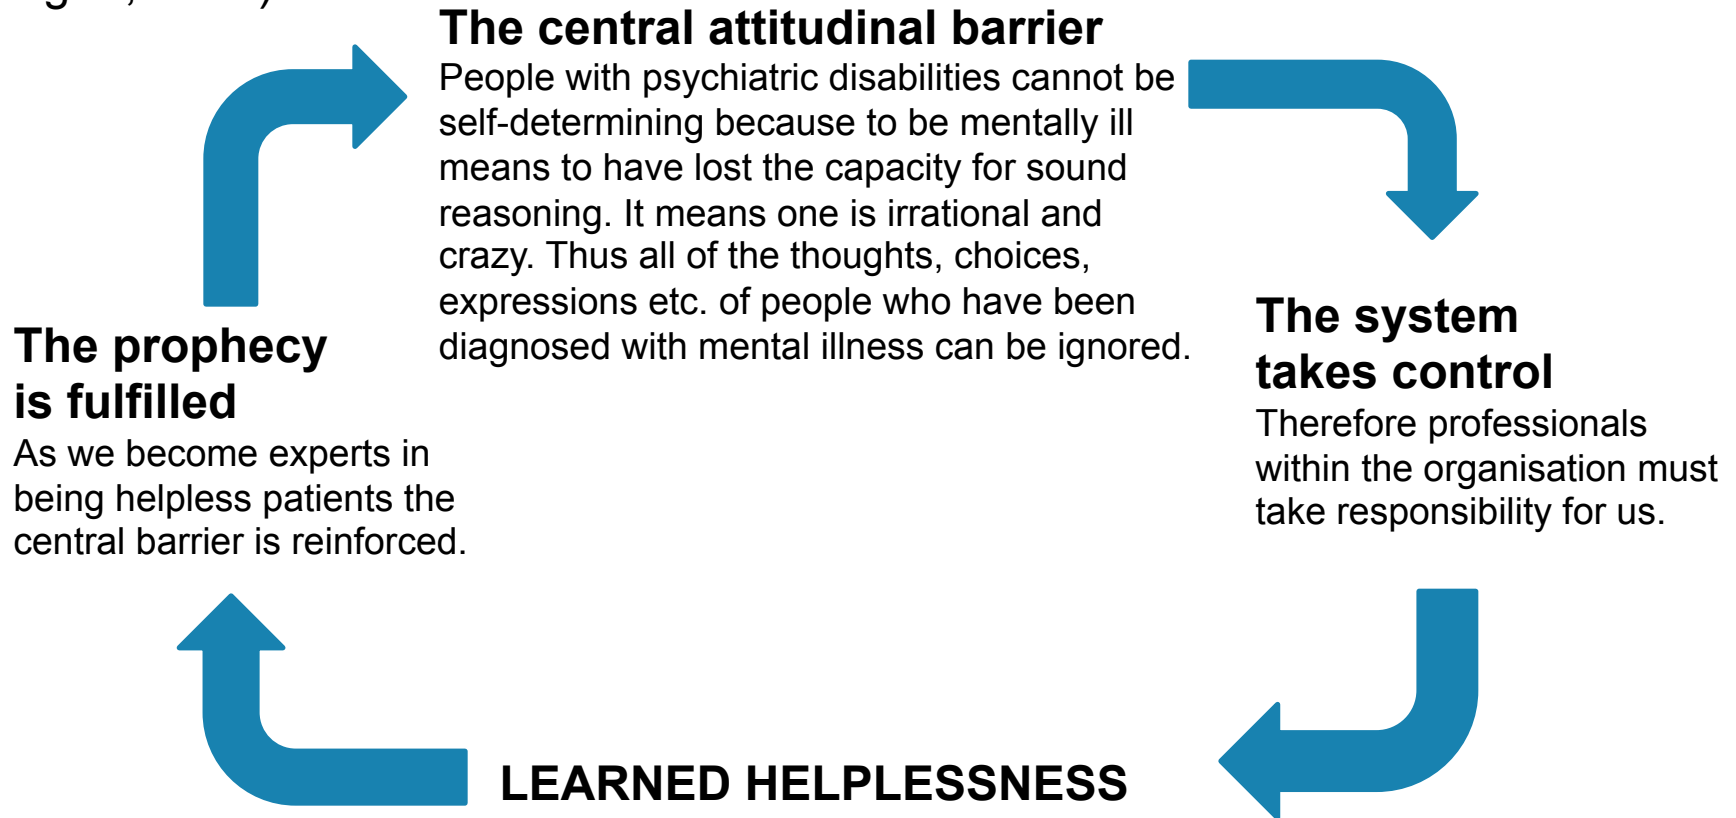 The central attitudinal barrier
People with psychiatric disabilities cannot be
self-determining because to be mentally ill
means to have lost the capacity for sound
reasoning. It means one is irrational and
crazy. Thus all of the thoughts, choices,
expressions etc. of people who have been
diagnosed with mental illness can be ignored.
The system
takes control
Therefore professionals
within the organisation must
take responsibility for us.
LEARNED HELPLESSNESS
The prophecy
is fulfilled
As we become experts in
being helpless patients the
central barrier is reinforced.